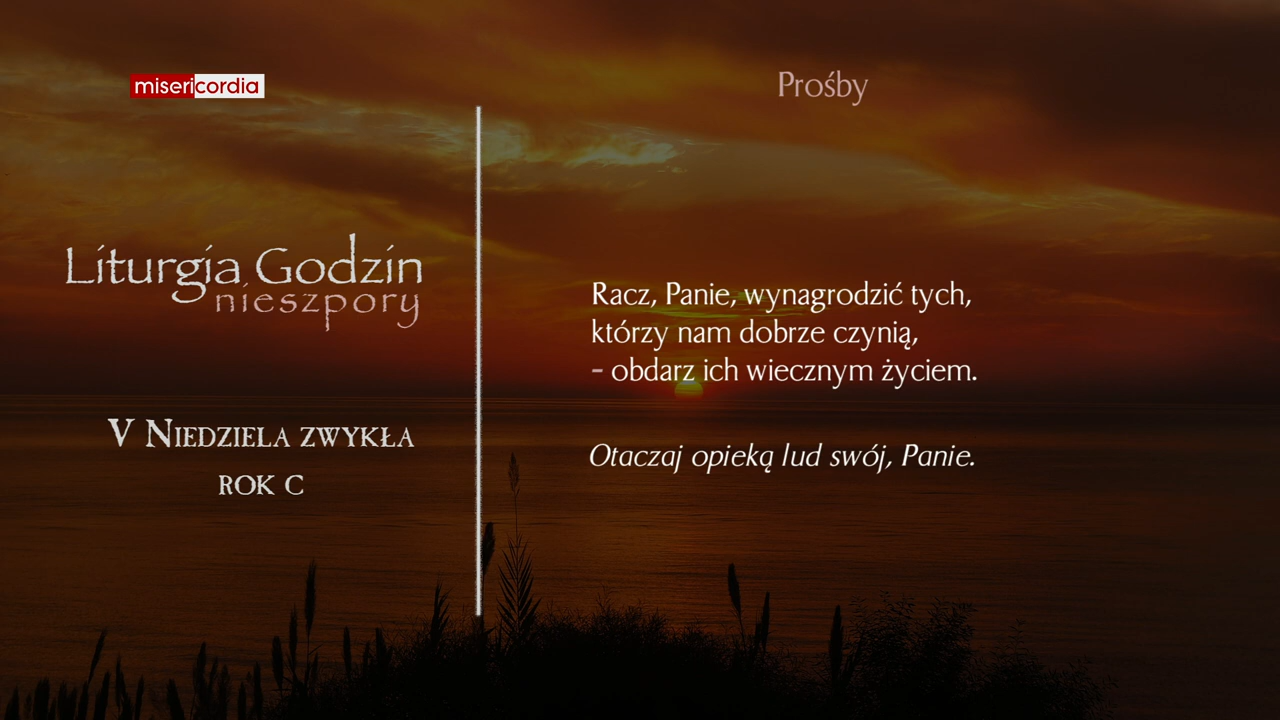 misericordia
Prośby
Liturgia Godzin
nieszpory
V Niedziela zwykła
rok C
Racz, Panie, wynagrodzić tych,
którzy nam dobrze czynią,
- obdarz ich wiecznym życiem.
Otaczaj opieką lud swój, Panie.